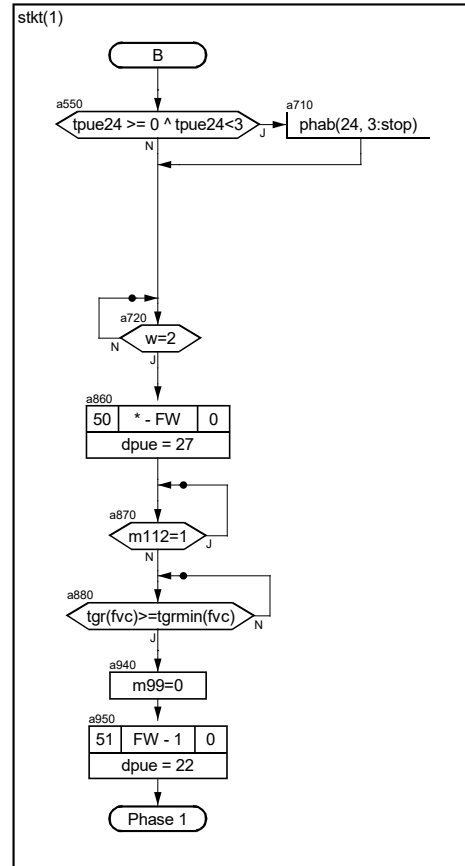 stkt(1)
B
a550
tpue24 >= 0 ^ tpue24<3
J
N
a710
phab(24, 3:stop)
a720
w=2
N
J
a860
50 * - FW 0
dpue = 27
a870
m112=1
J
N
a880
tgr(fvc)>=tgrmin(fvc)
N
J
a940
m99=0
a950
51 FW - 1 0
dpue = 22
Phase 1